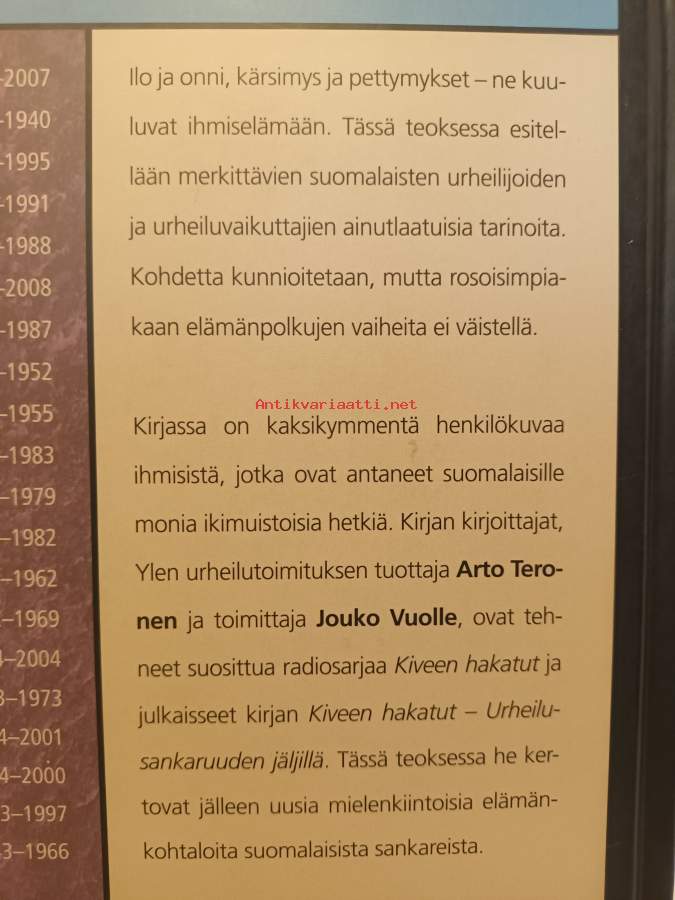 –2007
–1940
–1995
–1991
–1988
–2008
–1987
–1952
–1955
–1983
–1979
–1982
–1962
–1969
–2004
–1973
4–2001
4–2000
3–1997
3–1966
Ilo ja onni, kärsimys ja pettymykset – ne kuu-
luvat ihmiselämään. Tässä teoksessa esitel-
lään merkittävien suomalaisten urheilijoiden
ja urheiluvaikuttajien ainutlaatuisia tarinoita.
Kohdetta kunnioitetaan, mutta rosoisimpia-
kaan elämänpolkujen vaiheita ei väistellä.
Antikvariaatti.net
Kirjassa on kaksikymmentä henkilökuvaa
ihmisistä, jotka ovat antaneet suomalaisille
monia ikimuistoisia hetkiä. Kirjan kirjoittajat,
Ylen urheilutoimituksen tuottaja Arto Tero-
nen ja toimittaja Jouko Vuolle, ovat teh-
neet suosittua radiosarjaa Kiveen hakatut ja
julkaisseet kirjan Kiveen hakatut – Urheilu-
sankaruuden jäljillä. Tässä teoksessa he ker-
tovat jälleen uusia mielenkiintoisia elämän-
kohtaloita suomalaisista sankareista.